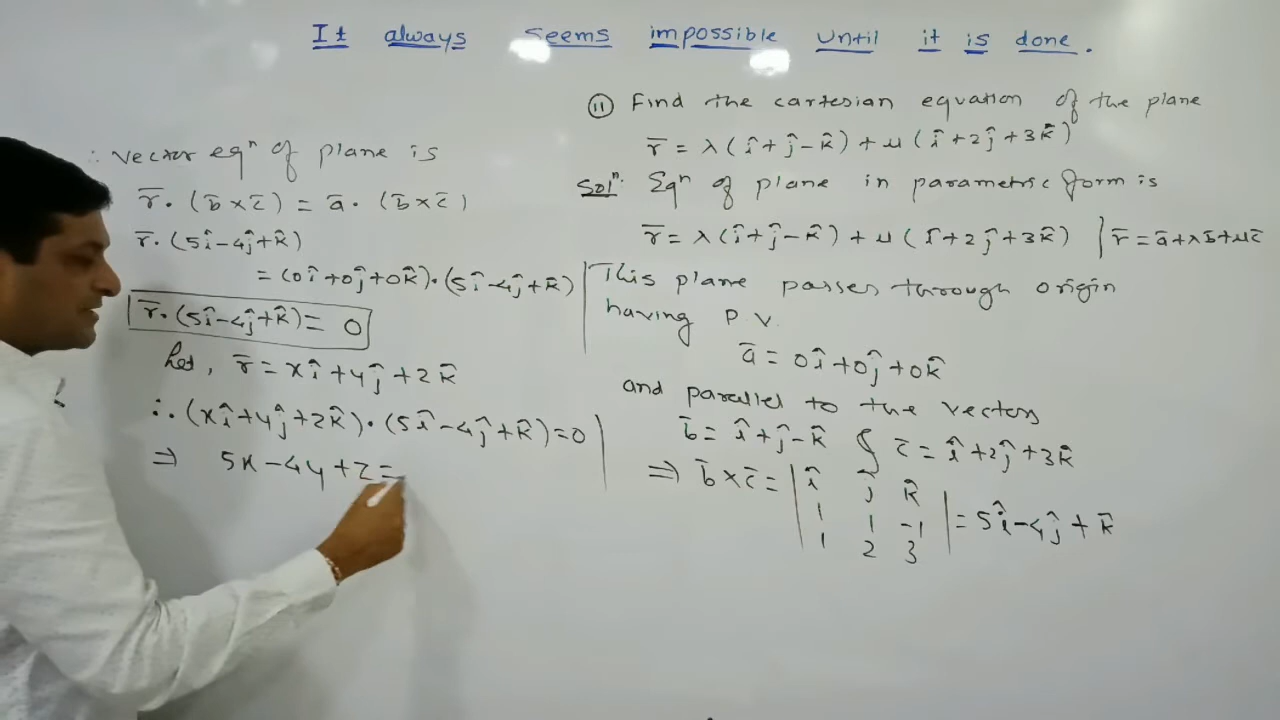 It always seems impossible until it is done.
⑪ Find the cartesian equation of the plane
r̄ = λ(î+ĵ-k̂) + μ(î+2ĵ+3k̂)
Solⁿ: Eqⁿ of plane in parametric form is
r̄ = λ(î+ĵ-k̂) + μ(î+2ĵ+3k̂) | r̄ = ā+λb̄+μc̄
This plane passes through origin
having P.V.
ā = 0î+0ĵ+0k̂
and parallel to the vectors
b̄ = î+ĵ-k̂ & c̄ = î+2ĵ+3k̂
⇒ b̄×c̄ = | î ĵ k̂
1 1 -1
1 2 3 | = 5î-4ĵ+k̂
∴ Vector eqⁿ of plane is
r̄·(b̄×c̄) = ā·(b̄×c̄)
r̄·(5î-4ĵ+k̂)
= (0î+0ĵ+0k̂)·(5î-4ĵ+k̂)
r̄·(5î-4ĵ+k̂) = 0
Let, r̄ = xî+yĵ+zk̂
∴ (xî+yĵ+zk̂)·(5î-4ĵ+k̂)=0
⇒ 5x-4y+z=